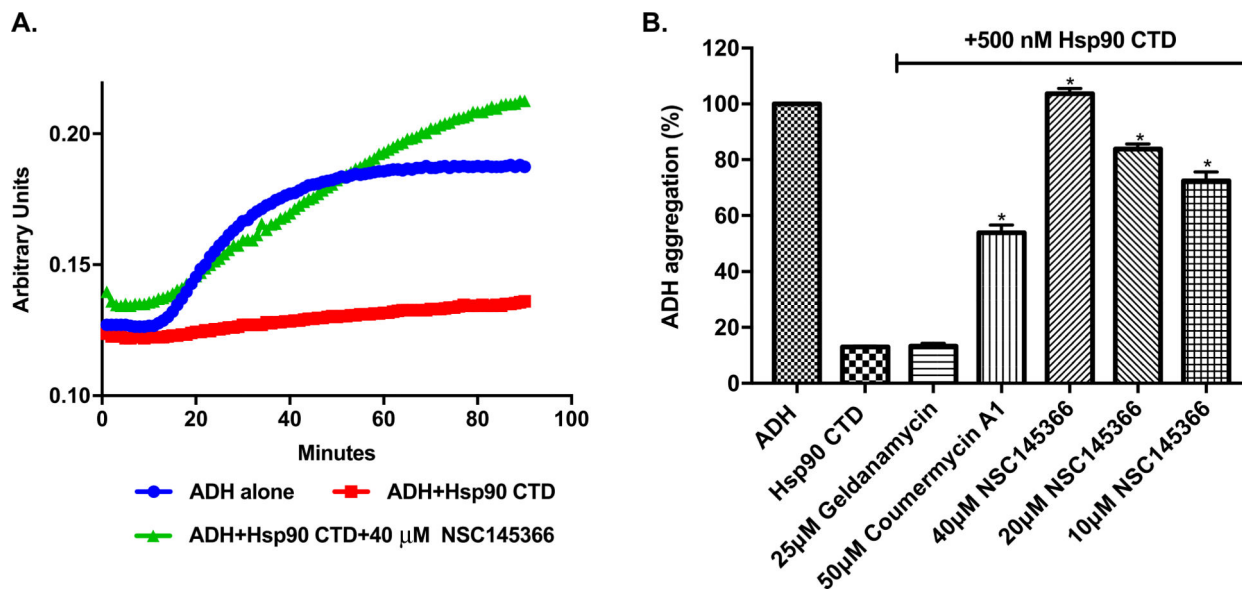 A.
Arbitrary Units
0.20
0.15
0.10
0 20 40 60 80 100
Minutes
ADH alone
ADH+Hsp90 CTD
ADH+Hsp90 CTD+40 μM NSC145366
B.
+500 nM Hsp90 CTD
ADH aggregation (%)
120
100
80
60
40
20
0
* * * *
ADH
Hsp90 CTD
25μM Geldanamycin
50μM Coumermycin A1
40μM NSC145366
20μM NSC145366
10μM NSC145366